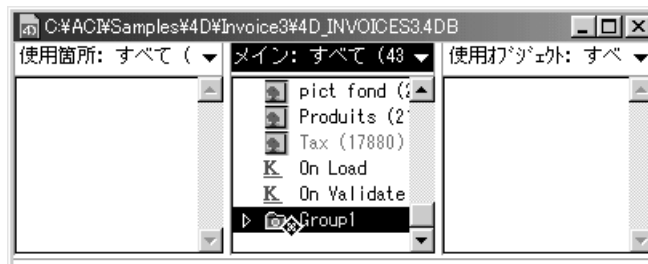 C:¥ACI¥Samples¥4D¥Invoice3¥4D_INVOICES3.4DB
使用箇所: すべて (
メイン: すべて (43
使用ｵﾌﾞｼﾞｪｸﾄ: すべ
pict fond (2
Produits (2
Tax (17880)
K On Load
K On Validate
Group1